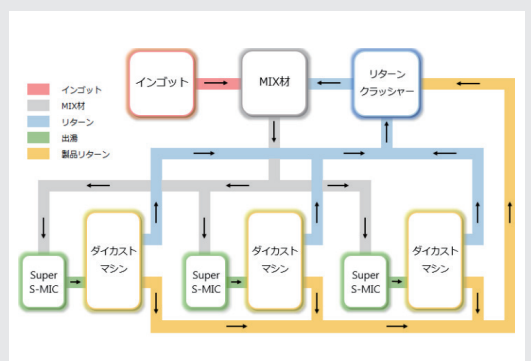 インゴット
MIX材
リターン
クラッシャー
インゴット
MIX材
リターン
出湯
製品リターン
ダイカスト
マシン
ダイカスト
マシン
ダイカスト
マシン
Super
S-MIC
Super
S-MIC
Super
S-MIC